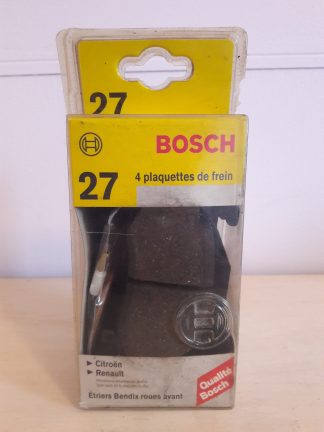 27
BOSCH
27
4 plaquettes de frein
Citroën
Renault
Qualité
Bosch
Étriers Bendix roues avant